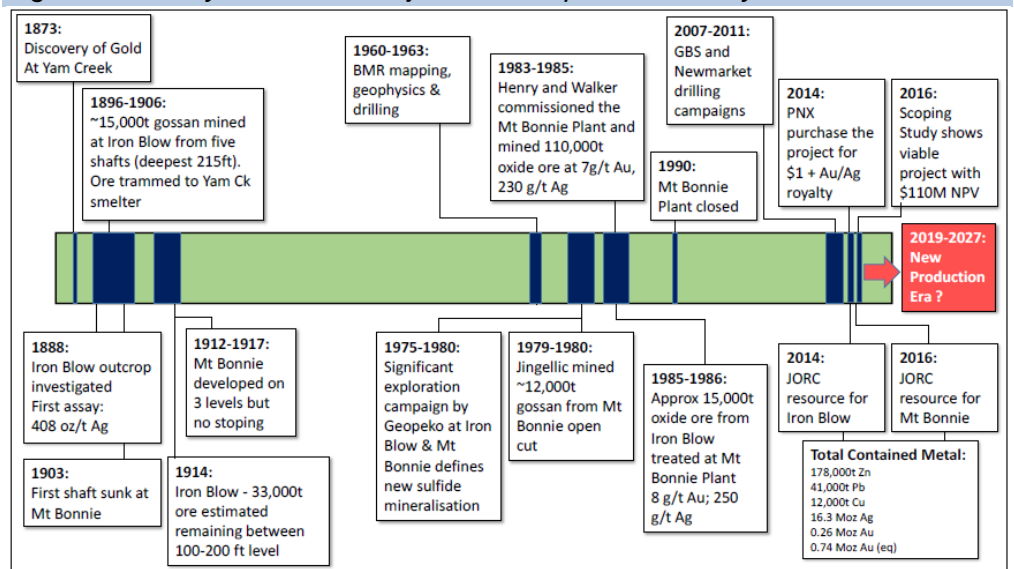 1873:
Discovery of Gold
At Yam Creek
1896-1906:
~15,000t gossan mined
at Iron Blow from five
shafts (deepest 215ft).
Ore trammed to Yam Ck
smelter
1960-1963:
BMR mapping,
geophysics &
drilling
1983-1985:
Henry and Walker
commissioned the
Mt Bonnie Plant and
mined 110,000t
oxide ore at 7g/t Au,
230 g/t Ag
2007-2011:
GBS and
Newmarket
drilling
campaigns
1990:
Mt Bonnie
Plant closed
2014:
PNX
purchase the
project for
$1 + Au/Ag
royalty
2016:
Scoping
Study shows
viable
project with
$110M NPV
2019-2027:
New
Production
Era ?
1888:
Iron Blow outcrop
investigated
First assay:
408 oz/t Ag
1903:
First shaft sunk at
Mt Bonnie
1912-1917:
Mt Bonnie
developed on
3 levels but
no stoping
1914:
Iron Blow - 33,000t
ore estimated
remaining between
100-200 ft level
1975-1980:
Significant
exploration
campaign by
Geopeko at Iron
Blow & Mt
Bonnie defines
new sulfide
mineralisation
1979-1980:
Jingellic mined
~12,000t
gossan from Mt
Bonnie open
cut
1985-1986:
Approx 15,000t
oxide ore from
Iron Blow
treated at Mt
Bonnie Plant
8 g/t Au; 250
g/t Ag
2014:
JORC
resource for
Iron Blow
2016:
JORC
resource for
Mt Bonnie
Total Contained Metal:
178,000t Zn
41,000t Pb
12,000t Cu
16.3 Moz Ag
0.26 Moz Au
0.74 Moz Au (eq)